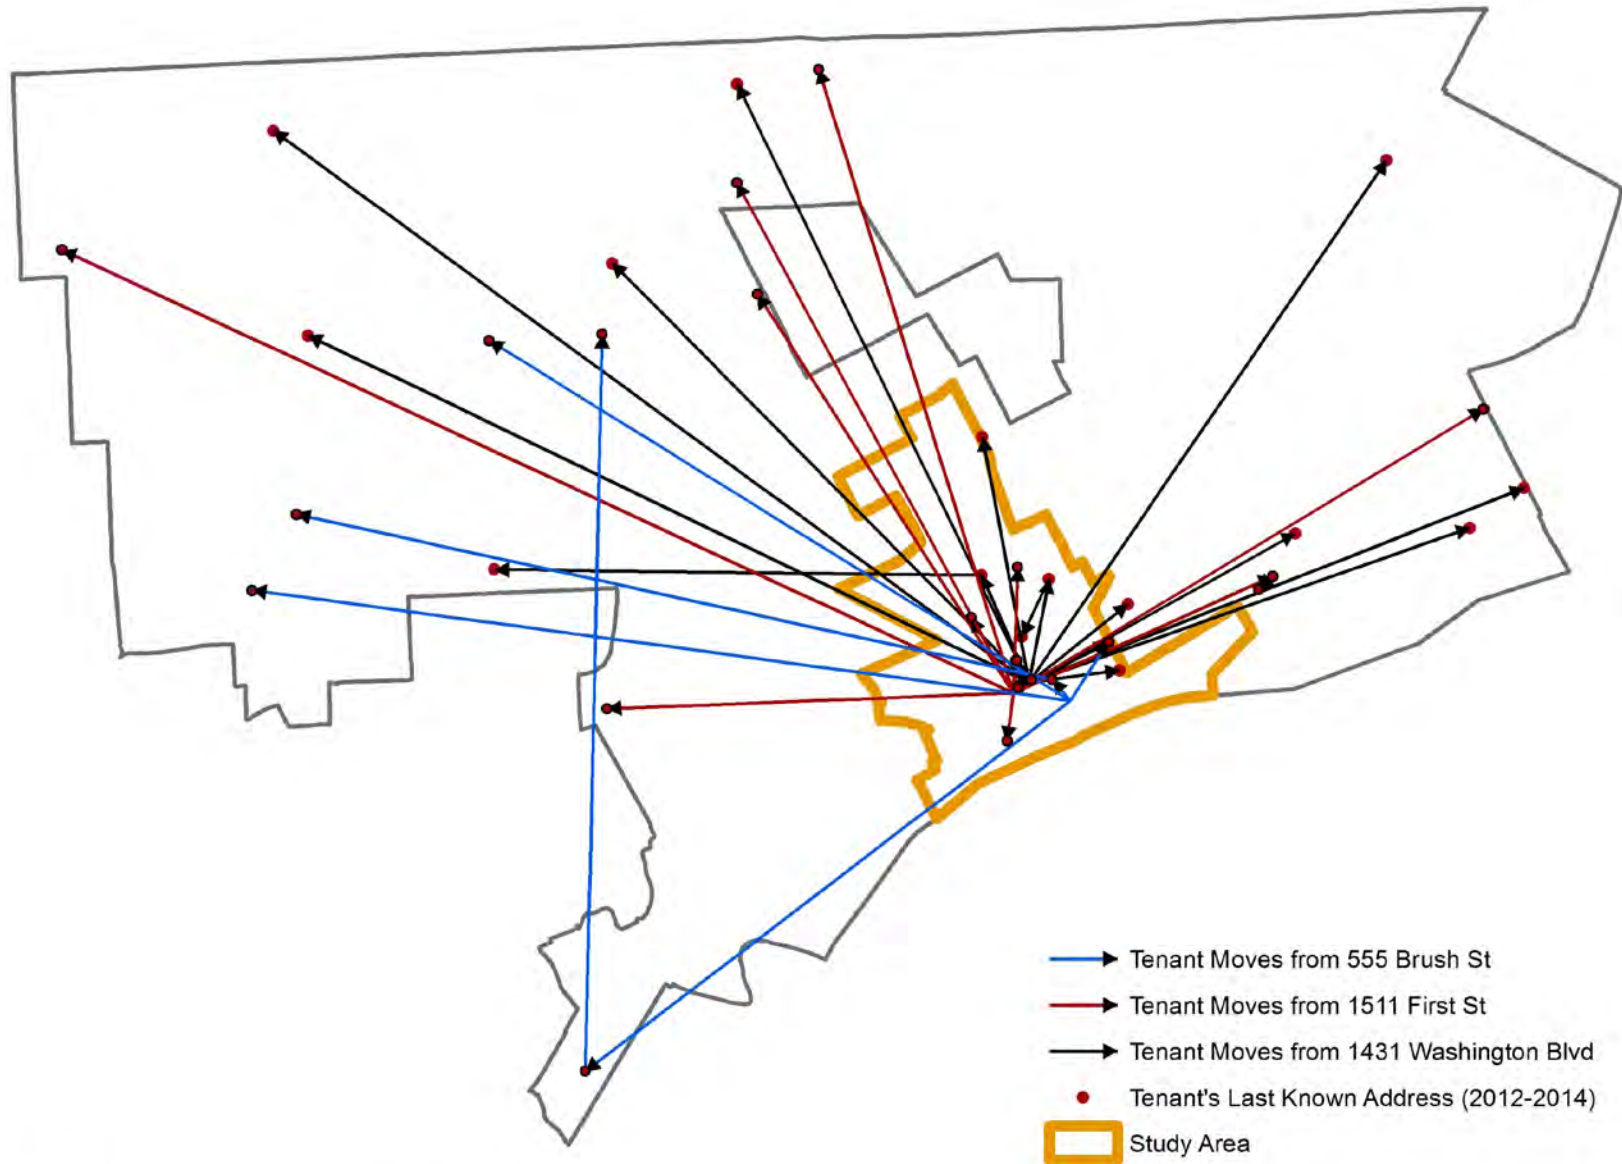 Tenant Moves from 555 Brush St
Tenant Moves from 1511 First St
Tenant Moves from 1431 Washington Blvd
Tenant's Last Known Address (2012-2014)
Study Area